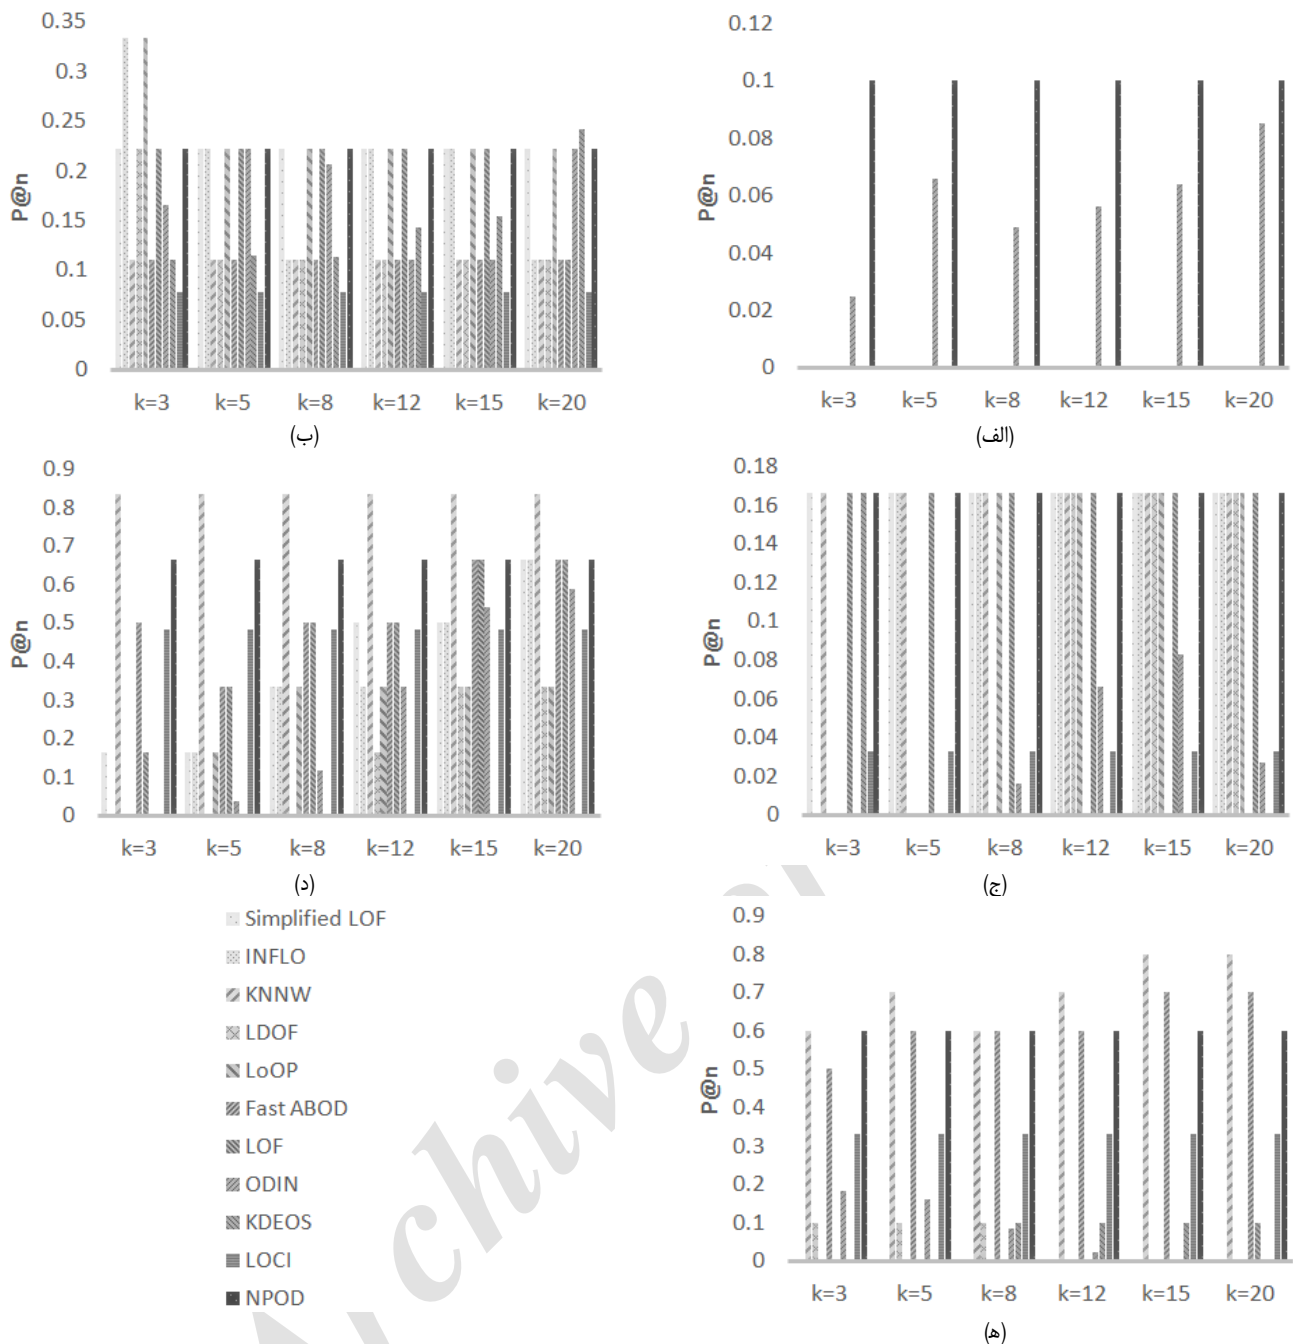 0.35
0.3
0.25
0.2
0.15
0.1
0.05
0
P@n
k=3 k=5 k=8 k=12 k=15 k=20
(ب)
0.12
0.1
0.08
0.06
0.04
0.02
0
P@n
k=3 k=5 k=8 k=12 k=15 k=20
(الف)
0.9
0.8
0.7
0.6
0.5
0.4
0.3
0.2
0.1
0
P@n
k=3 k=5 k=8 k=12 k=15 k=20
(د)
0.18
0.16
0.14
0.12
0.1
0.08
0.06
0.04
0.02
0
P@n
k=3 k=5 k=8 k=12 k=15 k=20
(ج)
Simplified LOF
INFLO
KNNW
LDOF
LoOP
Fast ABOD
LOF
ODIN
KDEOS
LOCI
NPOD
0.9
0.8
0.7
0.6
0.5
0.4
0.3
0.2
0.1
0
P@n
k=3 k=5 k=8 k=12 k=15 k=20
(ه)
Archive